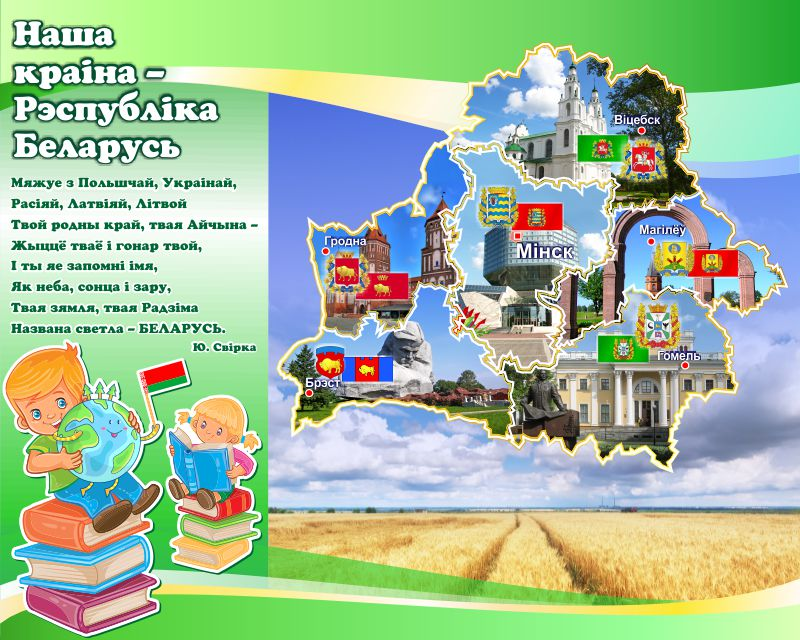 Наша
краіна –
Рэспубліка
Беларусь
Мяжуе з Польшчай, Украінай,
Расіяй, Латвіяй, Літвой
Твой родны край, твая Айчына –
Жыццё тваё і гонар твой,
І ты яе запомні імя,
Як неба, сонца і зару,
Твая зямля, твая Радзіма
Названа светла – БЕЛАРУСЬ.
Ю. Свірка
Віцебск
Магілёў
Гродна
Мінск
Гомель
Брэст